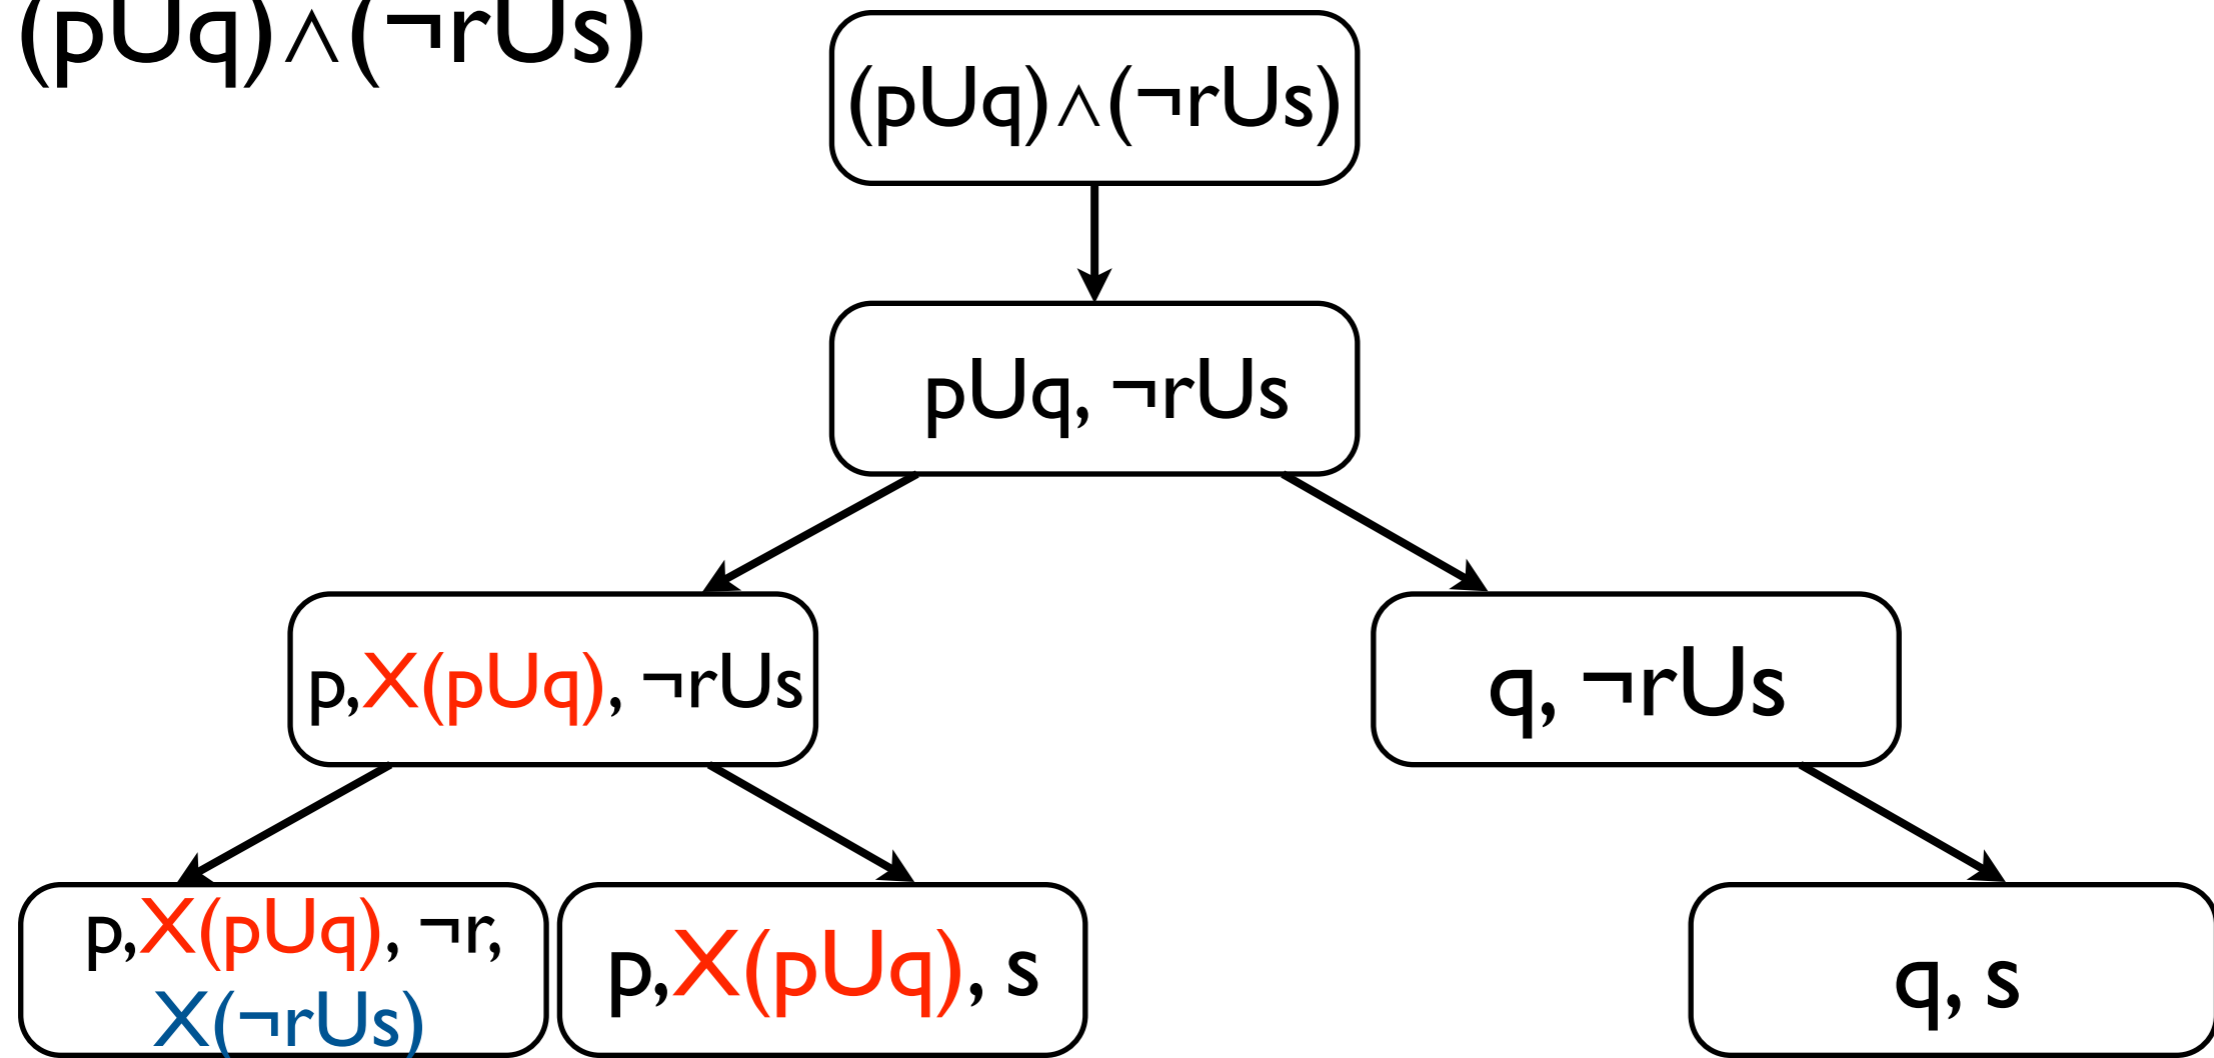 (pUq)∧(¬rUs)
(pUq)∧(¬rUs)
pUq, ¬rUs
p,X(pUq), ¬rUs
q, ¬rUs
p,X(pUq), ¬r,
X(¬rUs)
p,X(pUq), s
q, s